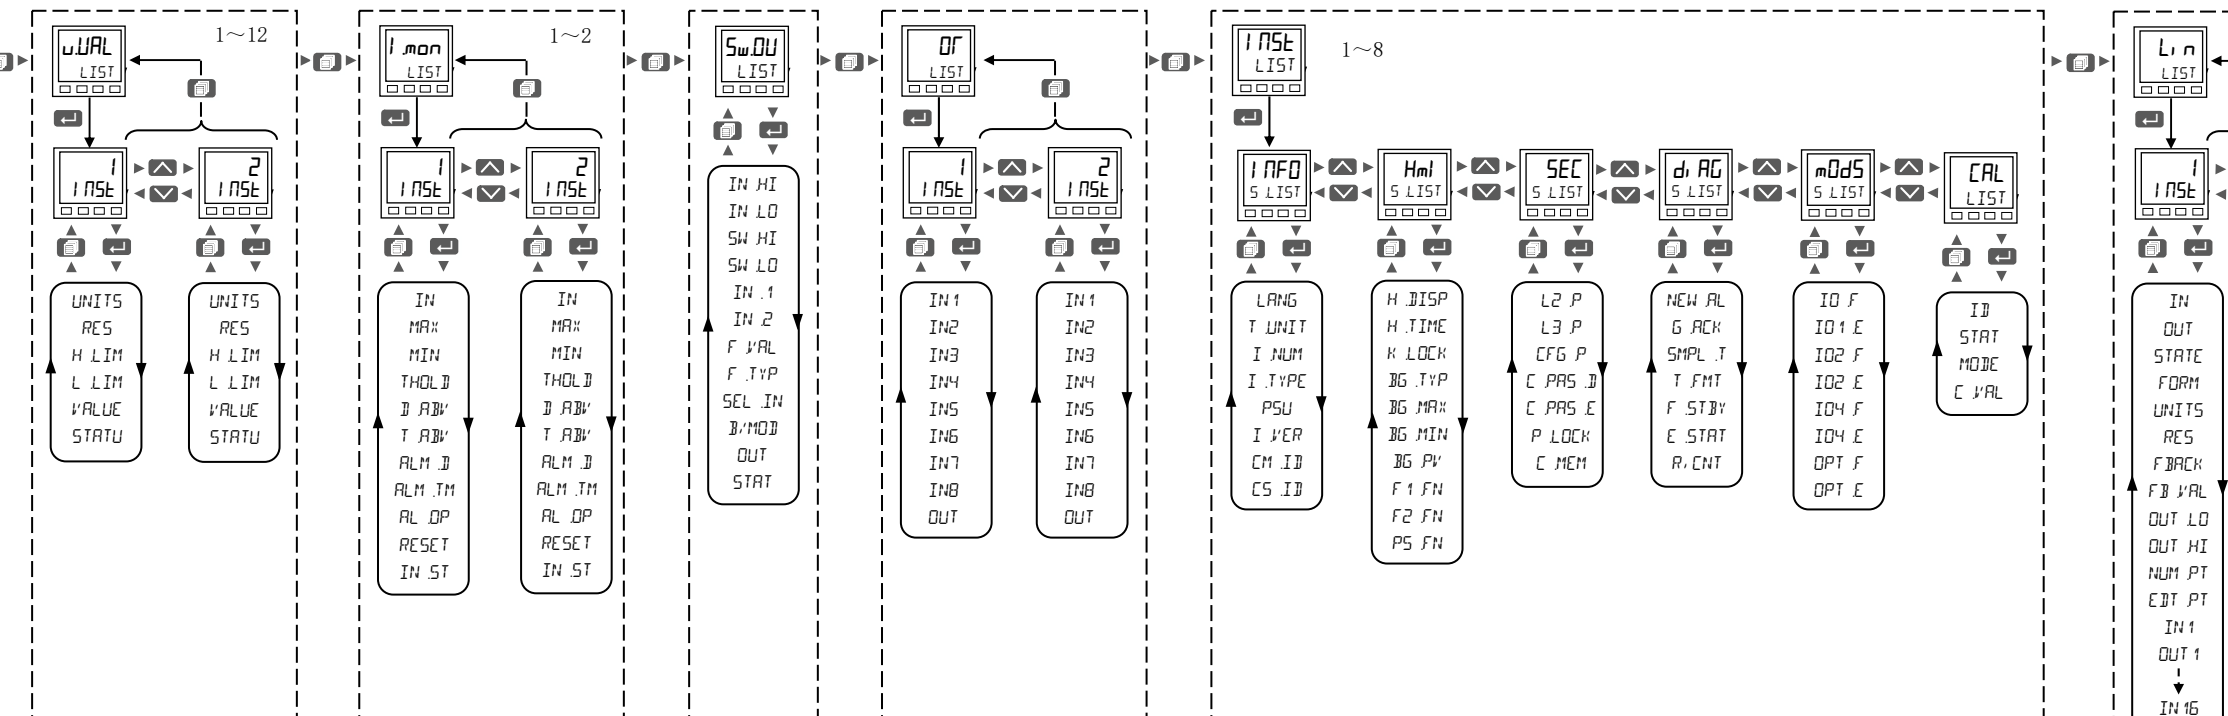 u.VAL
LIST
1～12
1
INSt
2
INSt
UNITS
RES
H.LIM
L.LIM
VALUE
STATU
UNITS
RES
H.LIM
L.LIM
VALUE
STATU
I.mon
LIST
1～2
1
INSt
2
INSt
IN
MAX
MIN
THOLD
D.ABV
T.ABV
ALM.D
ALM.TM
AL.OP
RESET
IN.ST
IN
MAX
MIN
THOLD
D.ABV
T.ABV
ALM.D
ALM.TM
AL.OP
RESET
IN.ST
Sw.OV
LIST
IN.HI
IN.LO
SW.HI
SW.LO
IN.1
IN.2
F.VAL
F.TYP
SEL.IN
B/MOD
OUT
STAT
Or
LIST
1
INSt
2
INSt
IN1
IN2
IN3
IN4
IN5
IN6
IN7
IN8
OUT
IN1
IN2
IN3
IN4
IN5
IN6
IN7
IN8
OUT
INSt
LIST
1～8
INFO
S.LIST
LANG
T.UNIT
I.NUM
I.TYPE
PSU
I.VER
CM.ID
CS.ID
HmI
S.LIST
H.DISP
H.TIME
K.LOCK
BG.TYP
BG.MAX
BG.MIN
BG.PV
F1.FN
F2.FN
PS.FN
SEC
S.LIST
L2.P
L3.P
CFG.P
C.PAS.D
C.PAS.E
P.LOCK
C.MEM
diAG
S.LIST
NEW.AL
G.ACK
SMPL.T
T.FMT
F.STBY
E.STAT
R/CNT
mOdS
S.LIST
IO.F
IO1.E
IO2.F
IO2.E
IO4.F
IO4.E
OPT.F
OPT.E
CAL
LIST
ID
STAT
MODE
C.VAL
Lin
LIST
1
INSt
IN
OUT
STATE
FORM
UNITS
RES
FBACK
FB.VAL
OUT.LO
OUT.HI
NUM.PT
EDT.PT
IN1
OUT1
IN16